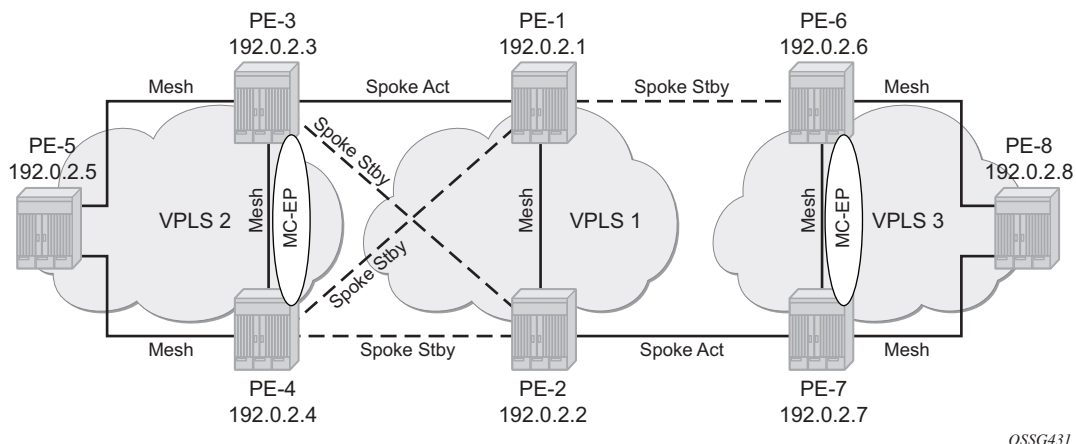 PE-3
192.0.2.3
PE-1
192.0.2.1
PE-6
192.0.2.6
Mesh
Spoke Act
Spoke Stby
Mesh
PE-5
192.0.2.5
Spoke Stby
PE-8
192.0.2.8
VPLS 2
Mesh
MC-EP
Mesh
VPLS 1
Mesh
MC-EP
VPLS 3
Spoke Stby
Mesh
Spoke Stby
Spoke Act
Mesh
PE-4
192.0.2.4
PE-2
192.0.2.2
PE-7
192.0.2.7
OSSG431